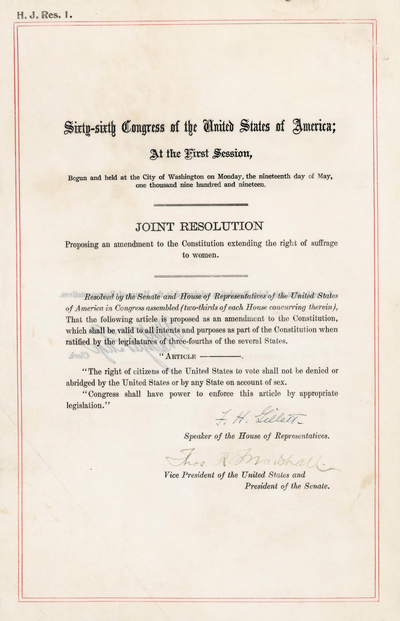 H. J. Res. 1.
Sixty-sixth Congress of the United States of America;
At the First Session,
Begun and held at the City of Washington on Monday, the nineteenth day of May,
one thousand nine hundred and nineteen.
JOINT RESOLUTION
Proposing an amendment to the Constitution extending the right of suffrage
to women.
Resolved by the Senate and House of Representatives of the United States
of America in Congress assembled (two-thirds of each House concurring therein),
That the following article is proposed as an amendment to the Constitution,
which shall be valid to all intents and purposes as part of the Constitution when
ratified by the legislatures of three-fourths of the several States.
"ARTICLE ———.
"The right of citizens of the United States to vote shall not be denied or
abridged by the United States or by any State on account of sex.
"Congress shall have power to enforce this article by appropriate
legislation."
F. H. Gillett
Speaker of the House of Representatives.
Thos. R. Marshall
Vice President of the United States and
President of the Senate.